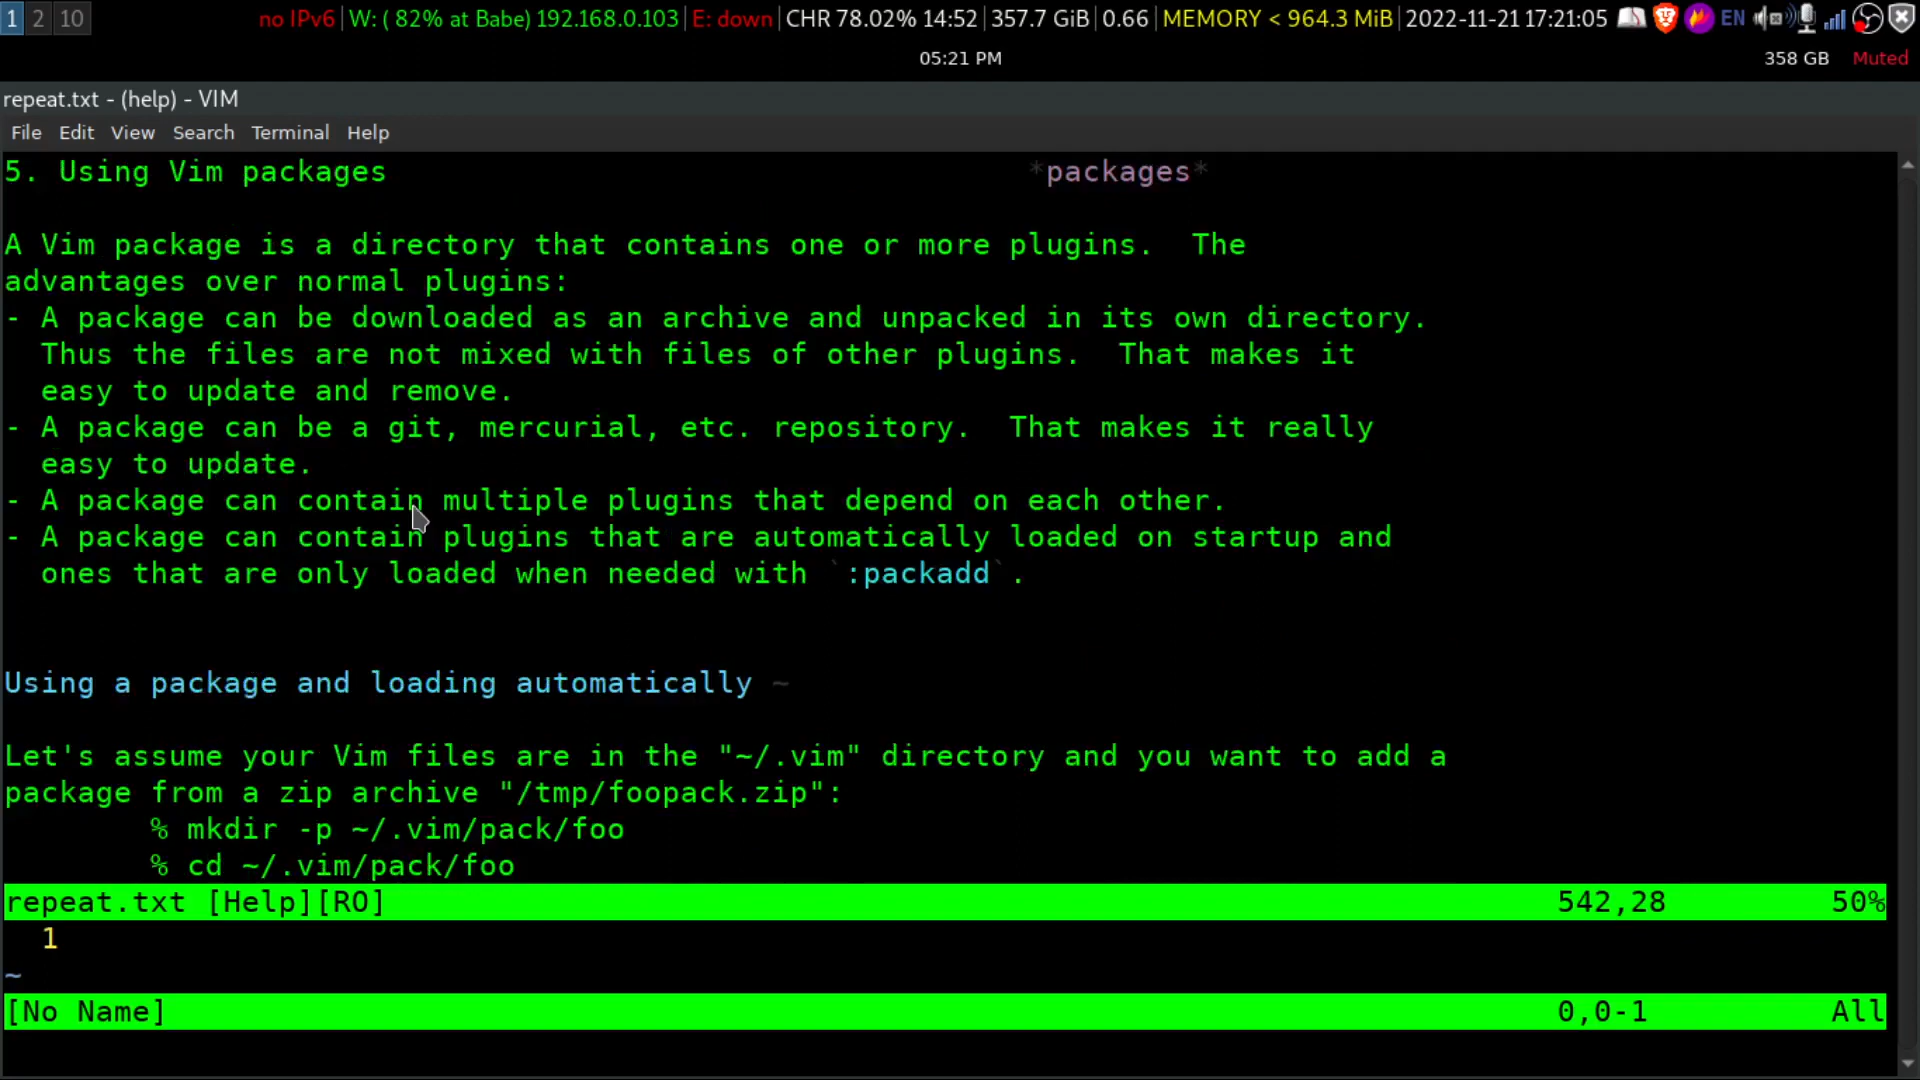 1 2 10 no IPv6|W: ( 82% at Babe) 192.168.0.103|E: down|CHR 78.02% 14:52|357.7 GiB|0.66|MEMORY < 964.3 MiB|2022-11-21 17:21:05 EN
05:21 PM 358 GB Muted
repeat.txt - (help) - VIM
File Edit View Search Terminal Help
5. Using Vim packages *packages*
A Vim package is a directory that contains one or more plugins.  The
advantages over normal plugins:
- A package can be downloaded as an archive and unpacked in its own directory.
Thus the files are not mixed with files of other plugins.  That makes it
easy to update and remove.
- A package can be a git, mercurial, etc. repository.  That makes it really
easy to update.
- A package can contain multiple plugins that depend on each other.
- A package can contain plugins that are automatically loaded on startup and
ones that are only loaded when needed with `:packadd`.
Using a package and loading automatically ~
Let's assume your Vim files are in the "~/.vim" directory and you want to add a
package from a zip archive "/tmp/foopack.zip":
% mkdir -p ~/.vim/pack/foo
% cd ~/.vim/pack/foo
repeat.txt [Help][RO] 542,28 50%
1
~
[No Name] 0,0-1 All